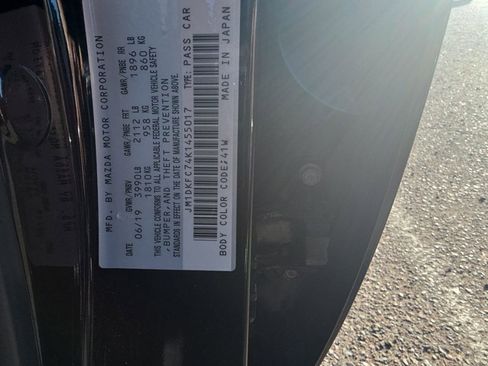 MFD. BY MAZDA MOTOR CORPORATION
06/19 GVWR/PNBV GAWR/PNBE FRT GAWR/PNBE RR
3990LB 2112 LB 1896 LB
1810KG 958 KG 860 KG
THIS VEHICLE CONFORMS TO ALL APPLICABLE FEDERAL MOTOR VEHICLE SAFETY
,BUMPER,AND THEFT PREVENTION
STANDARDS IN EFFECT ON THE DATE OF MANUFACTURE SHOWN ABOVE.
JM1DKFC74K1455017 TYPE: PASS CAR
BODY COLOR CODE:41W MADE IN JAPAN